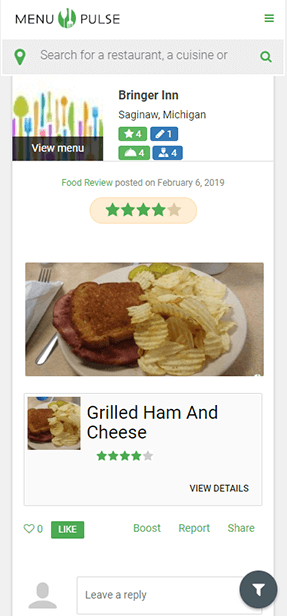 MENU PULSE
Search for a restaurant, a cuisine or
Bringer Inn
Saginaw, Michigan
4 1
View menu
4 4
Food Review posted on February 6, 2019
Grilled Ham And
Cheese
VIEW DETAILS
0 LIKE Boost Report Share
Leave a reply